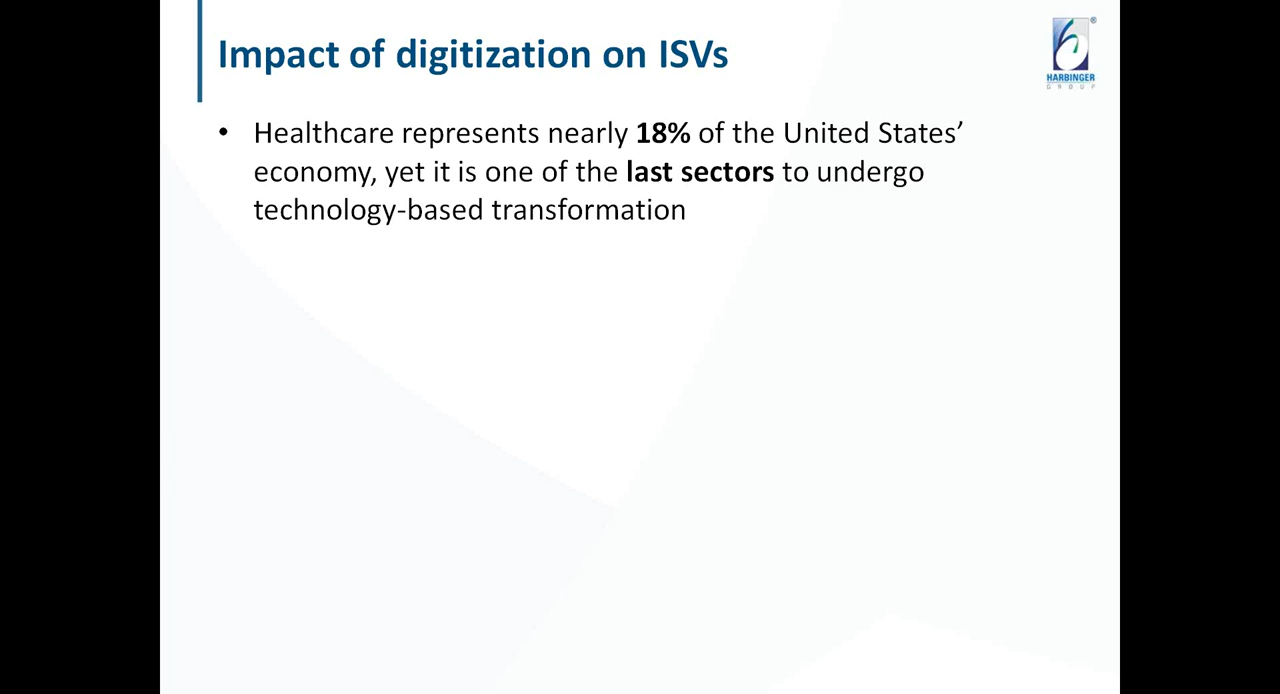 Impact of digitization on ISVs
®
HARBINGER
GROUP
• Healthcare represents nearly 18% of the United States’
economy, yet it is one of the last sectors to undergo
technology-based transformation